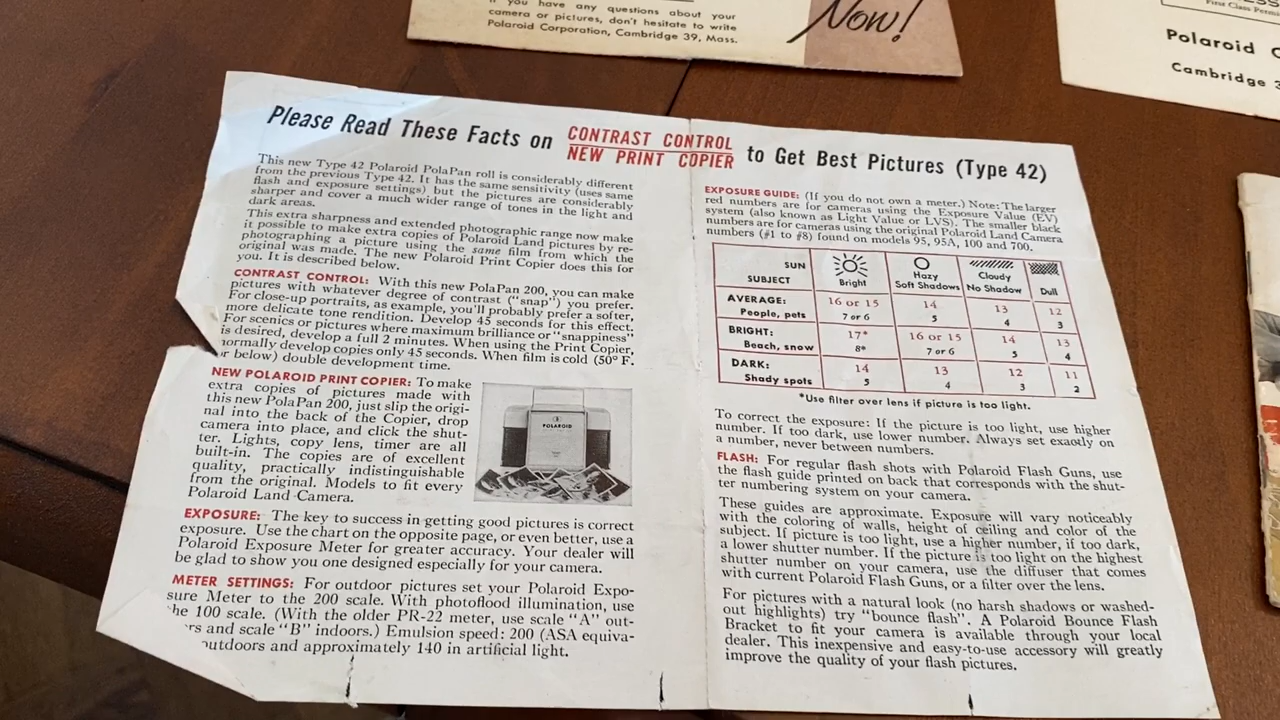 you have any questions about your
camera or pictures, don't hesitate to write
Polaroid Corporation, Cambridge 39, Mass.
Now!
First Class
Polaroid
Cambridge
Please Read These Facts on CONTRAST CONTROL
NEW PRINT COPIER to Get Best Pictures (Type 42)
This new Type 42 Polaroid PolaPan roll is considerably different
from the previous Type 42. It has the same sensitivity (uses same
flash and exposure settings) but the pictures are considerably
sharper and cover a much wider range of tones in the light and
dark areas.
This extra sharpness and extended photographic range now make
it possible to make extra copies of Polaroid Land pictures by re-
photographing a picture using the same film from which the
original was made. The new Polaroid Print Copier does this for
you. It is described below.
CONTRAST CONTROL: With this new PolaPan 200, you can make
pictures with whatever degree of contrast ("snap") you prefer.
For close-up portraits, as example, you'll probably prefer a softer,
more delicate tone rendition. Develop 45 seconds for this effect.
For scenics or pictures where maximum brilliance or "snappiness"
is desired, develop a full 2 minutes. When using the Print Copier,
normally develop copies only 45 seconds. When film is cold (50° F.
or below) double development time.
NEW POLAROID PRINT COPIER: To make
extra copies of pictures made with
this new PolaPan 200, just slip the origi-
nal into the back of the Copier, drop
camera into place, and click the shut-
ter. Lights, copy lens, timer are all
built-in. The copies are of excellent
quality, practically indistinguishable
from the original. Models to fit every
Polaroid Land Camera.
POLAROID
EXPOSURE: The key to success in getting good pictures is correct
exposure. Use the chart on the opposite page, or even better, use a
Polaroid Exposure Meter for greater accuracy. Your dealer will
be glad to show you one designed especially for your camera.
METER SETTINGS: For outdoor pictures set your Polaroid Expo-
sure Meter to the 200 scale. With photoflood illumination, use
the 100 scale. (With the older PR-22 meter, use scale "A" out-
rs and scale "B" indoors.) Emulsion speed: 200 (ASA equiva-
outdoors and approximately 140 in artificial light.
EXPOSURE GUIDE: (If you do not own a meter.) Note: The larger
red numbers are for cameras using the Exposure Value (EV)
system (also known as Light Value or LVS). The smaller black
numbers are for cameras using the original Polaroid Land Camera
numbers (#1 to #8) found on models 95, 95A, 100 and 700.
SUN
SUBJECT
Bright
Hazy
Soft Shadows
Cloudy
No Shadow
Dull
AVERAGE:
People, pets
16 or 15
7 or 6
14
5
13
4
12
3
BRIGHT:
Beach, snow
17*
8*
16 or 15
7 or 6
14
5
13
4
DARK:
Shady spots
14
5
13
4
12
3
11
2
*Use filter over lens if picture is too light.
To correct the exposure: If the picture is too light, use higher
number. If too dark, use lower number. Always set exactly on
a number, never between numbers.
FLASH: For regular flash shots with Polaroid Flash Guns, use
the flash guide printed on back that corresponds with the shut-
ter numbering system on your camera.
These guides are approximate. Exposure will vary noticeably
with the coloring of walls, height of ceiling and color of the
subject. If picture is too light, use a higher number, if too dark,
a lower shutter number. If the picture is too light on the highest
shutter number on your camera, use the diffuser that comes
with current Polaroid Flash Guns, or a filter over the lens.
For pictures with a natural look (no harsh shadows or washed-
out highlights) try "bounce flash". A Polaroid Bounce Flash
Bracket to fit your camera is available through your local
dealer. This inexpensive and easy-to-use accessory will greatly
improve the quality of your flash pictures.